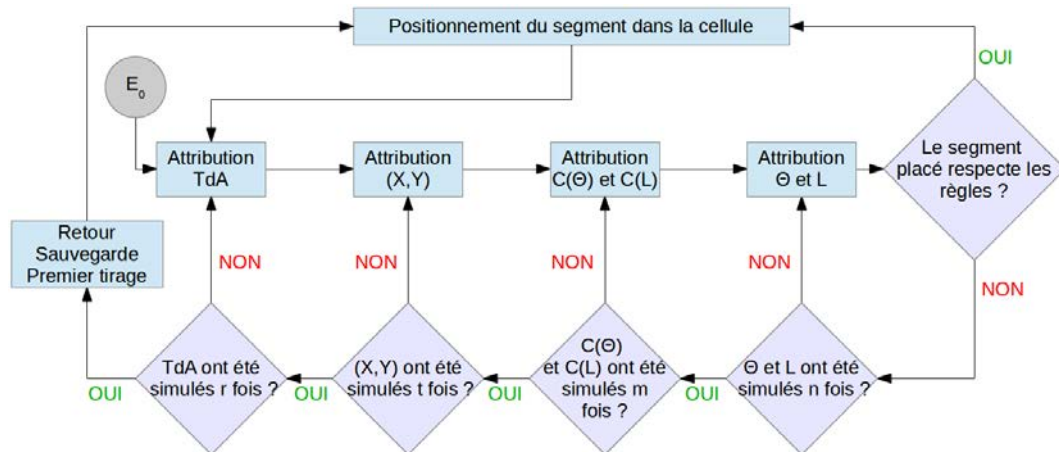 Positionnement du segment dans la cellule
OUI
E0
Attribution
TdA
Attribution
(X,Y)
Attribution
C(Θ) et C(L)
Attribution
Θ et L
Le segment
placé respecte les
règles ?
Retour
Sauvegarde
Premier tirage
NON
NON
NON
NON
NON
TdA ont été
simulés r fois ?
(X,Y) ont été
simulés t fois ?
C(Θ)
et C(L) ont été
simulés m
fois ?
Θ et L ont été
simulés n fois ?
OUI
OUI
OUI
OUI